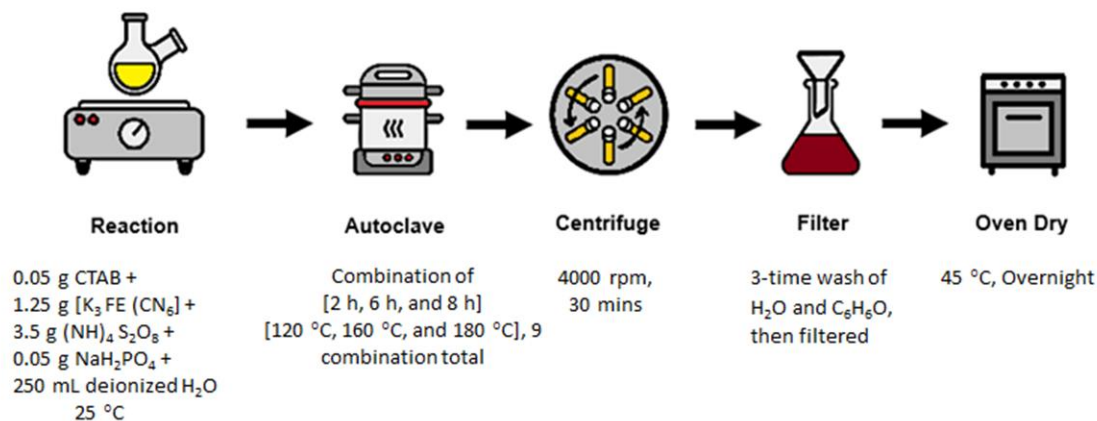 Reaction
0.05 g CTAB +
1.25 g [K₃ FE (CN₆] +
3.5 g (NH)₄ S₂O₈ +
0.05 g NaH₂PO₄ +
250 mL deionized H₂O
25 °C
Autoclave
Combination of
[2 h, 6 h, and 8 h]
[120 °C, 160 °C, and 180 °C], 9
combination total
Centrifuge
4000 rpm,
30 mins
Filter
3-time wash of
H₂O and C₆H₆O,
then filtered
Oven Dry
45 °C, Overnight